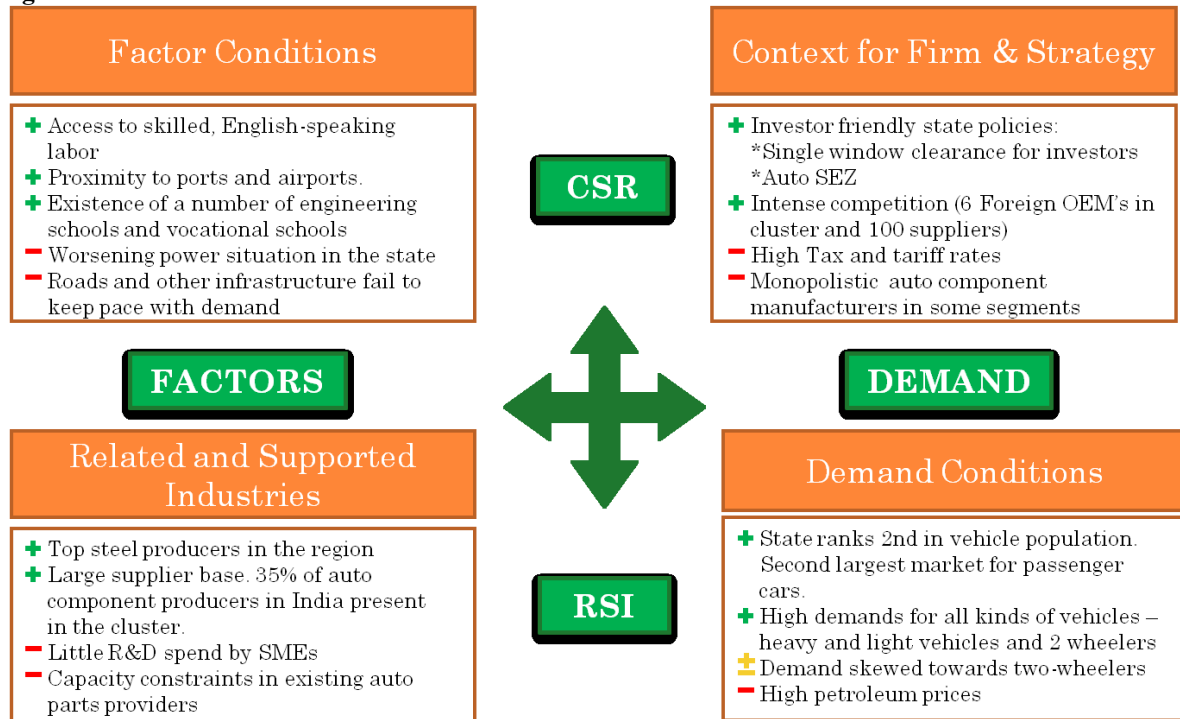 Factor Conditions
+ Access to skilled, English-speaking
labor
+ Proximity to ports and airports.
+ Existence of a number of engineering
schools and vocational schools
− Worsening power situation in the state
− Roads and other infrastructure fail to
keep pace with demand
CSR
Context for Firm & Strategy
+ Investor friendly state policies:
*Single window clearance for investors
*Auto SEZ
+ Intense competition (6 Foreign OEM's in
cluster and 100 suppliers)
− High Tax and tariff rates
− Monopolistic auto component
manufacturers in some segments
FACTORS
DEMAND
Related and Supported
Industries
+ Top steel producers in the region
+ Large supplier base. 35% of auto
component producers in India present
in the cluster.
− Little R&D spend by SMEs
− Capacity constraints in existing auto
parts providers
RSI
Demand Conditions
+ State ranks 2nd in vehicle population.
Second largest market for passenger
cars.
+ High demands for all kinds of vehicles –
heavy and light vehicles and 2 wheelers
± Demand skewed towards two-wheelers
− High petroleum prices